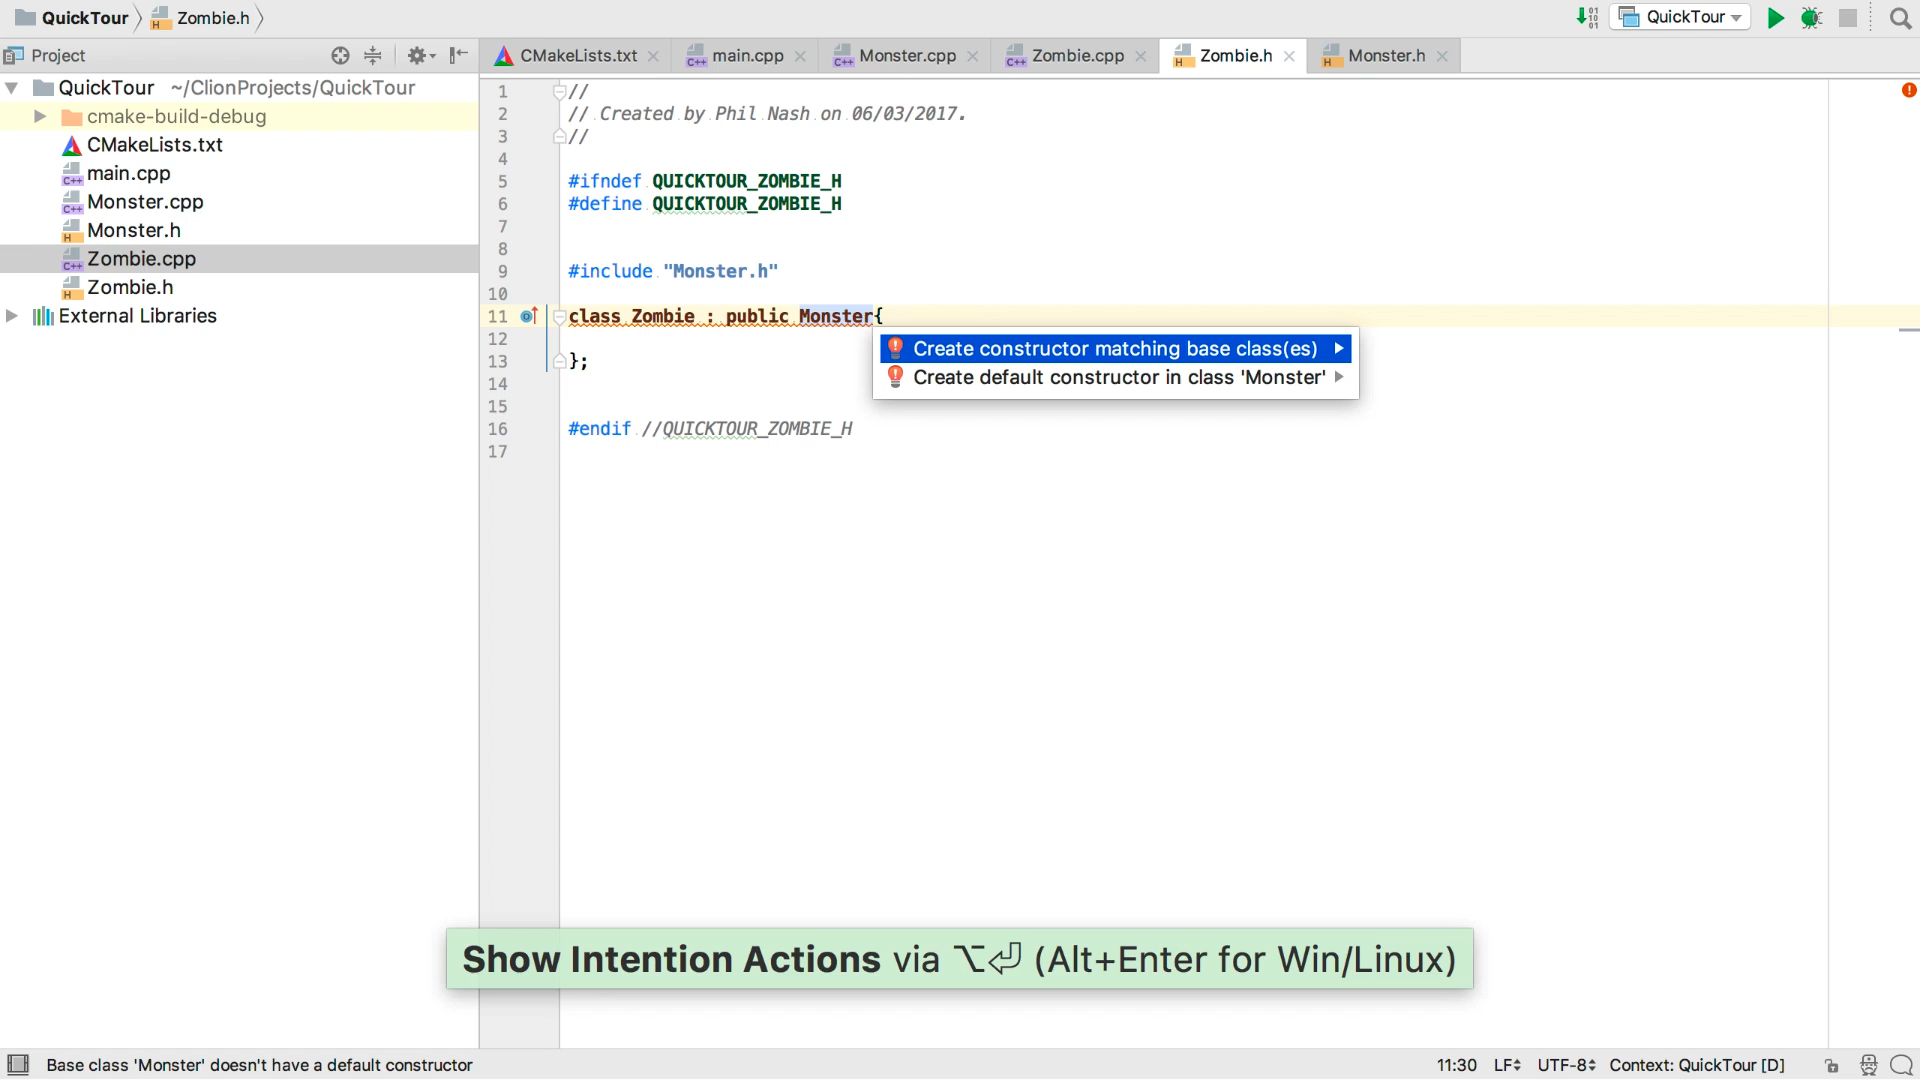 QuickTour Zombie.h
QuickTour
Project
CMakeLists.txt main.cpp Monster.cpp Zombie.cpp Zombie.h Monster.h
QuickTour ~/ClionProjects/QuickTour
cmake-build-debug
CMakeLists.txt
main.cpp
Monster.cpp
Monster.h
Zombie.cpp
Zombie.h
External Libraries
1 //
2 // Created by Phil Nash on 06/03/2017.
3 //
4
5 #ifndef QUICKTOUR_ZOMBIE_H
6 #define QUICKTOUR_ZOMBIE_H
7
8
9 #include "Monster.h"
10
11 class Zombie : public Monster{
12
13 };
14
15
16 #endif //QUICKTOUR_ZOMBIE_H
17
Create constructor matching base class(es)
Create default constructor in class 'Monster'
Show Intention Actions via ⌥⏎ (Alt+Enter for Win/Linux)
Base class 'Monster' doesn't have a default constructor 11:30 LF UTF-8 Context: QuickTour [D]